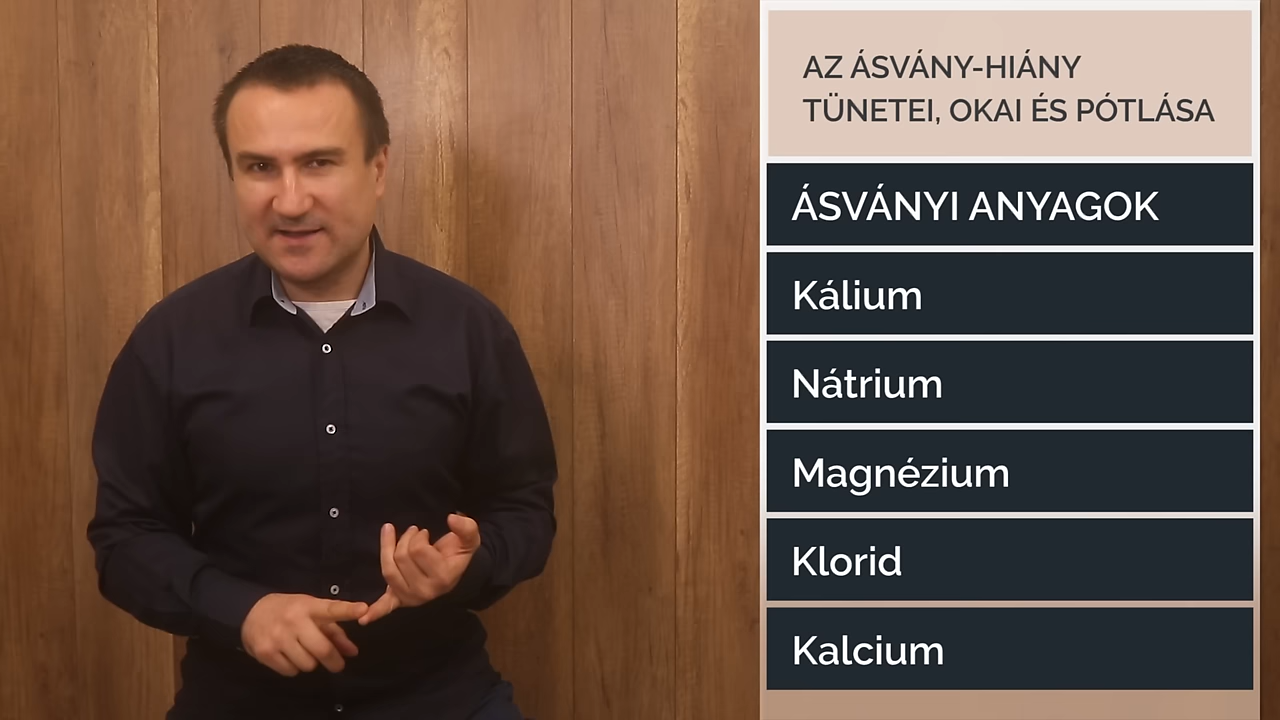 AZ ÁSVÁNY-HIÁNY
TÜNETEI, OKAI ÉS PÓTLÁSA
ÁSVÁNYI ANYAGOK
Kálium
Nátrium
Magnézium
Klorid
Kalcium